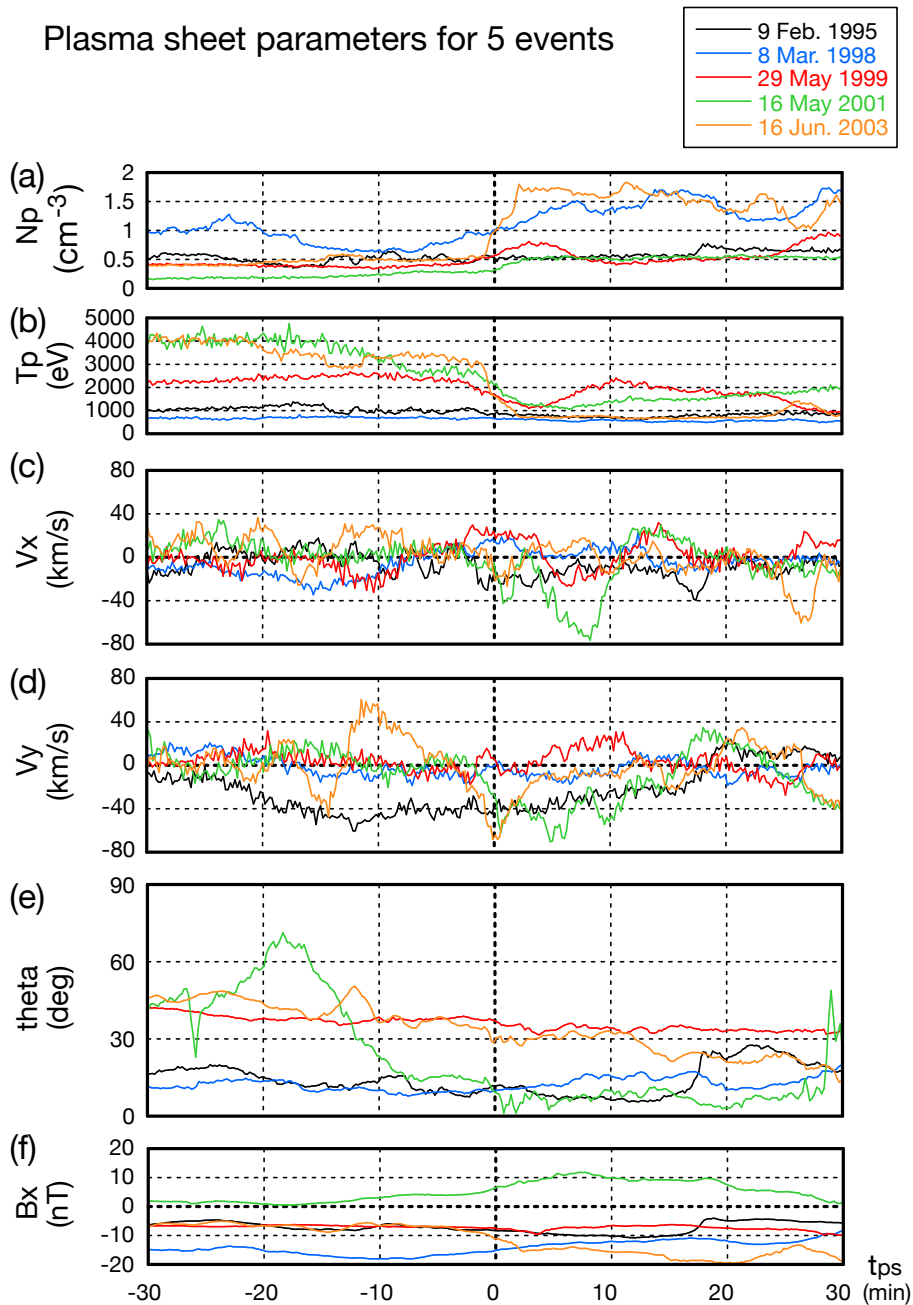 Plasma sheet parameters for 5 events
9 Feb. 1995
8 Mar. 1998
29 May 1999
16 May 2001
16 Jun. 2003
(a)
Np
(cm-3)
2
1.5
1
0.5
0
(b)
Tp
(eV)
5000
4000
3000
2000
1000
0
(c)
Vx
(km/s)
80
40
0
-40
-80
(d)
Vy
(km/s)
80
40
0
-40
-80
(e)
theta
(deg)
90
60
30
0
(f)
Bx
(nT)
20
10
0
-10
-20
-30 -20 -10 0 10 20 30
tps
(min)